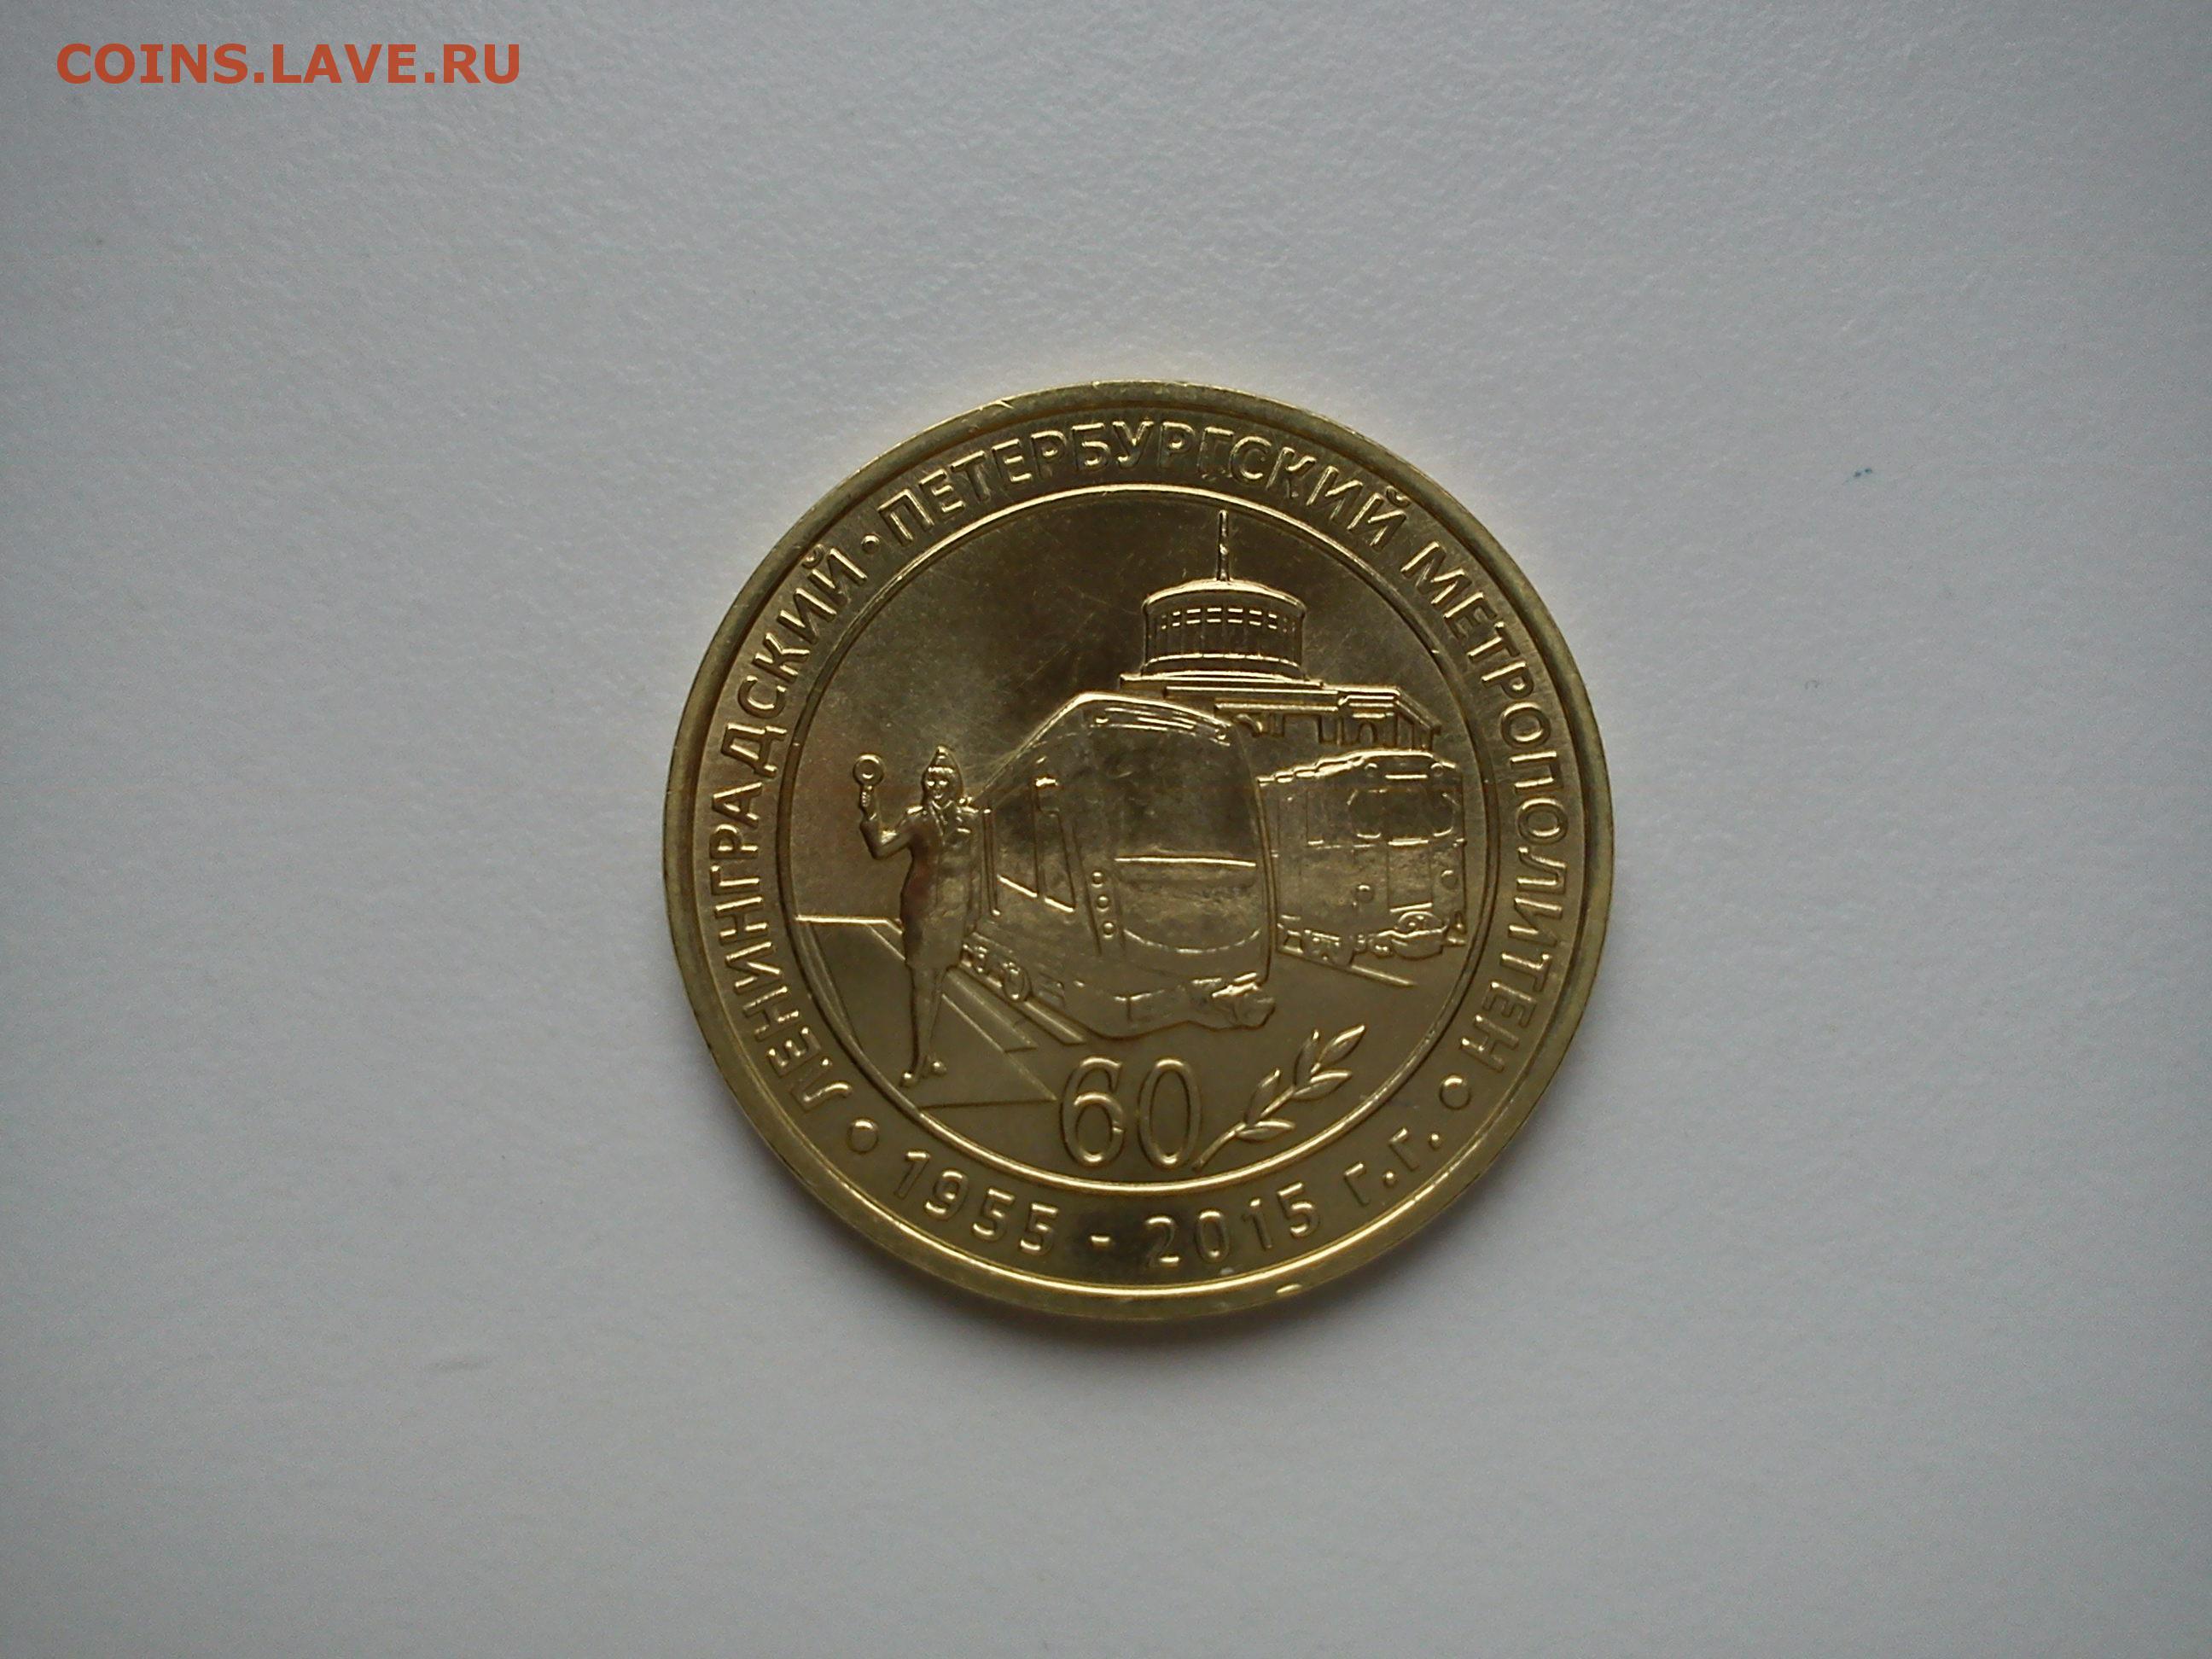 COINS.LAVE.RU
ЛЕНИНГРАДСКИЙ · ПЕТЕРБУРГСКИЙ МЕТРОПОЛИТЕН
60
1955 - 2015 г.г.